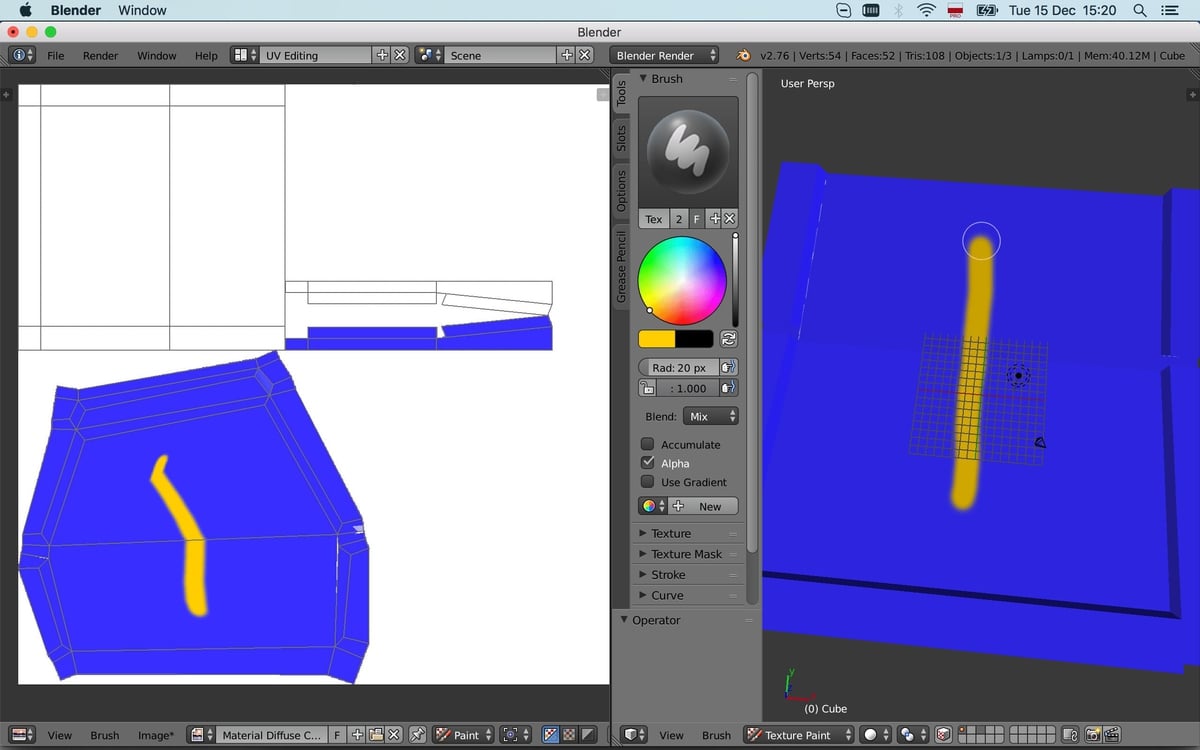 Blender Window PRO Tue 15 Dec 15:20
Blender
File Render Window Help UV Editing Scene Blender Render v2.76 | Verts:54 | Faces:52 | Tris:108 | Objects:1/3 | Lamps:0/1 | Mem:40.12M | Cube
Tools
Slots
Options
Grease Pencil
Brush
Tex 2 F
Rad: 20 px
: 1.000
Blend: Mix
Accumulate
Alpha
Use Gradient
New
Texture
Texture Mask
Stroke
Curve
Operator
User Persp
y
(0) Cube
View Brush Image* Material Diffuse C... F Paint
View Brush Texture Paint